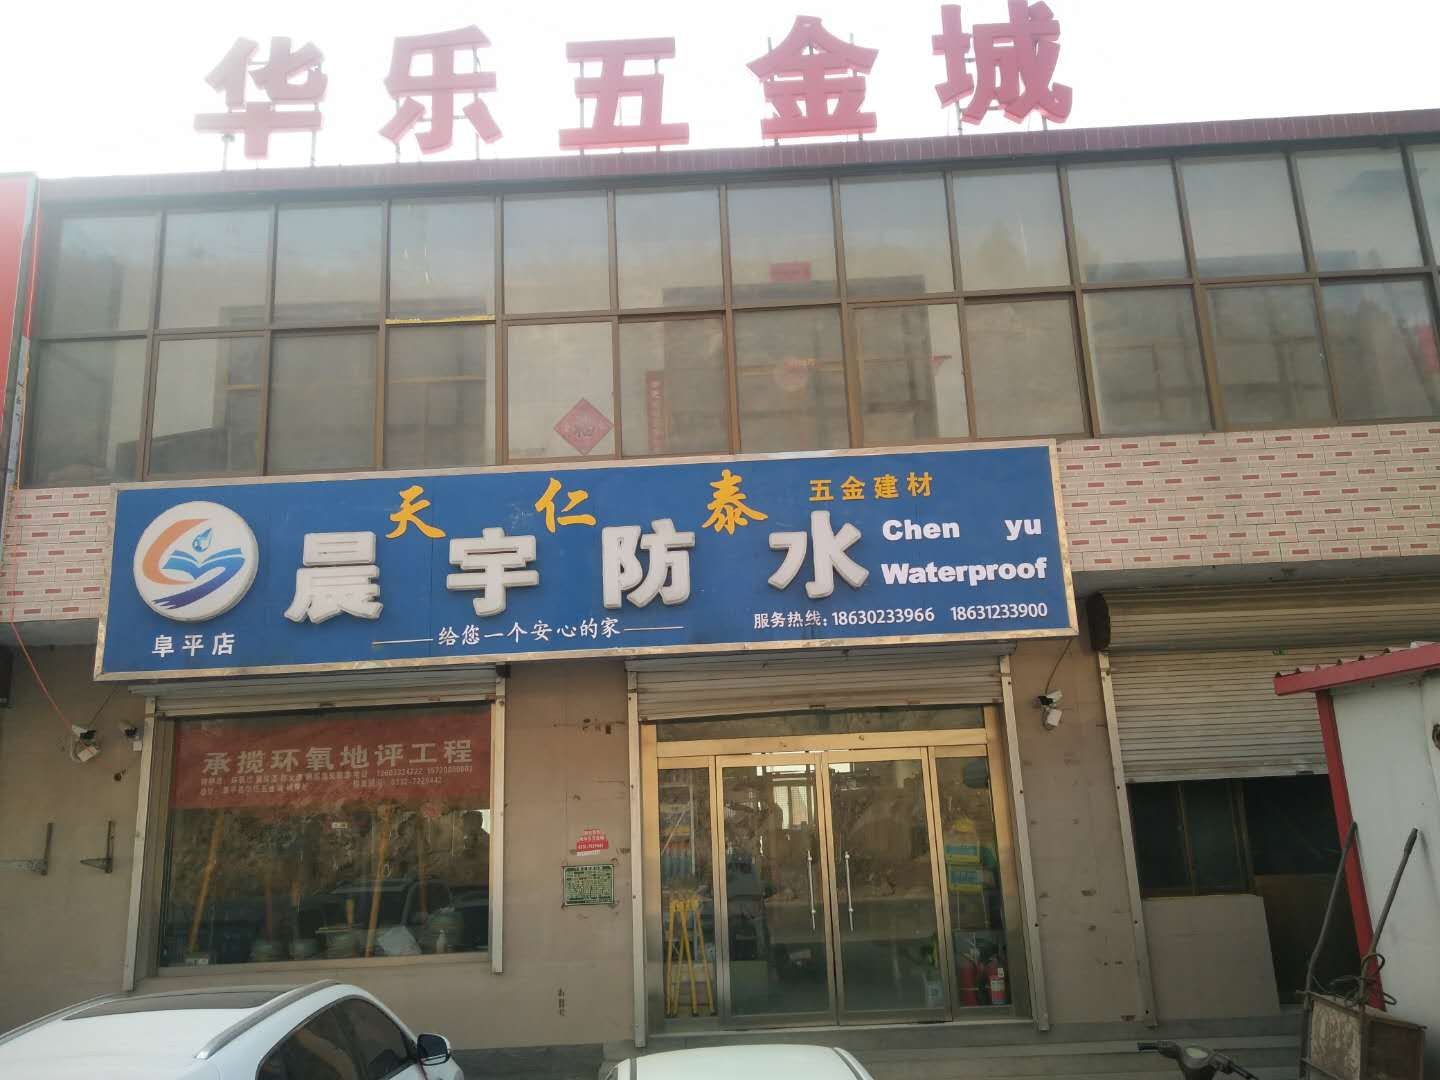 华乐五金城
天仁泰 五金建材
晨宇防水
Chen yu
Waterproof
阜平店
给您一个安心的家
服务热线:18630233966 18631233900
承揽环氧地评工程